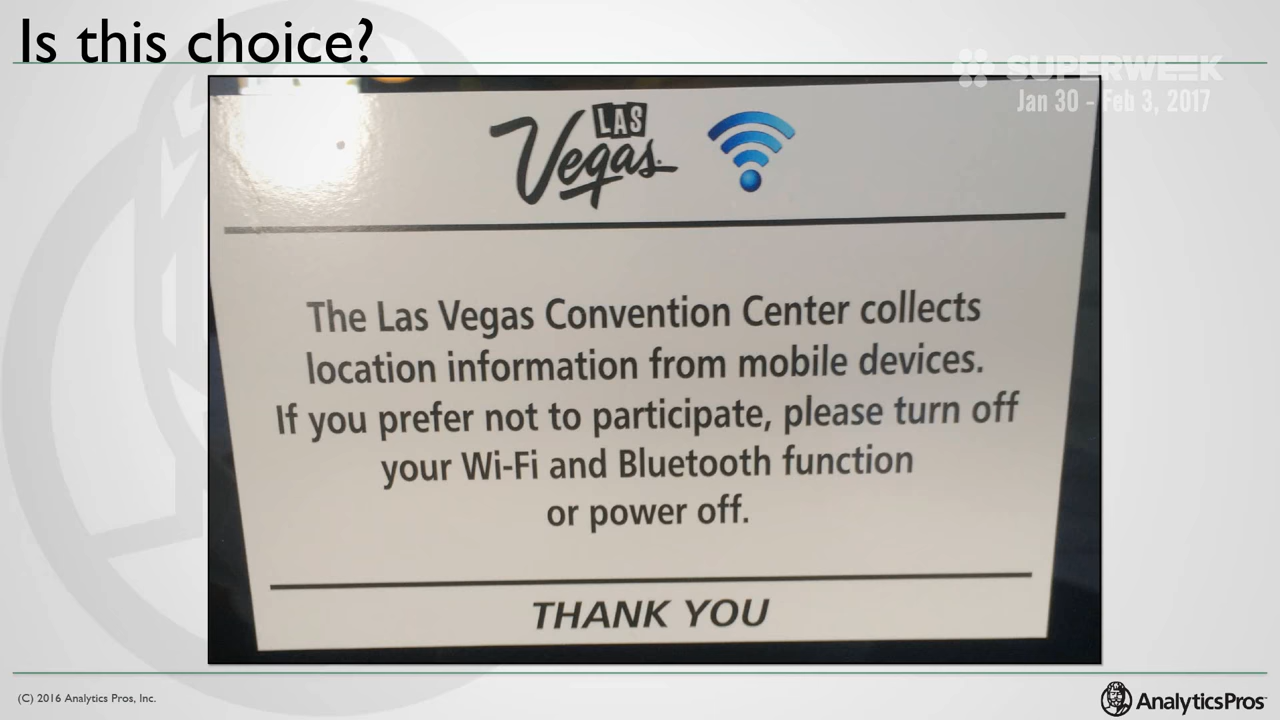 Is this choice?
SUPERWEEK
Jan 30 - Feb 3, 2017
LAS
Vegas.
The Las Vegas Convention Center collects
location information from mobile devices.
If you prefer not to participate, please turn off
your Wi-Fi and Bluetooth function
or power off.
THANK YOU
(C) 2016 Analytics Pros, Inc.
AnalyticsPros